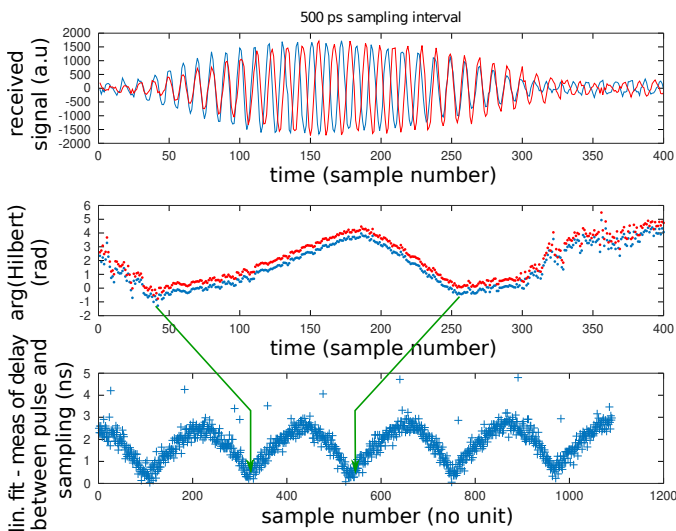 500 ps sampling interval
received
signal (a.u)
2000
1500
1000
500
0
-500
-1000
-1500
-2000
0 50 100 150 200 250 300 350 400
time (sample number)
arg(Hilbert)
(rad)
6
5
4
3
2
1
0
-1
-2
0 50 100 150 200 250 300 350 400
time (sample number)
lin. fit - meas of delay
between pulse and
sampling (ns)
5
4
3
2
1
0
0 200 400 600 800 1000 1200
sample number (no unit)